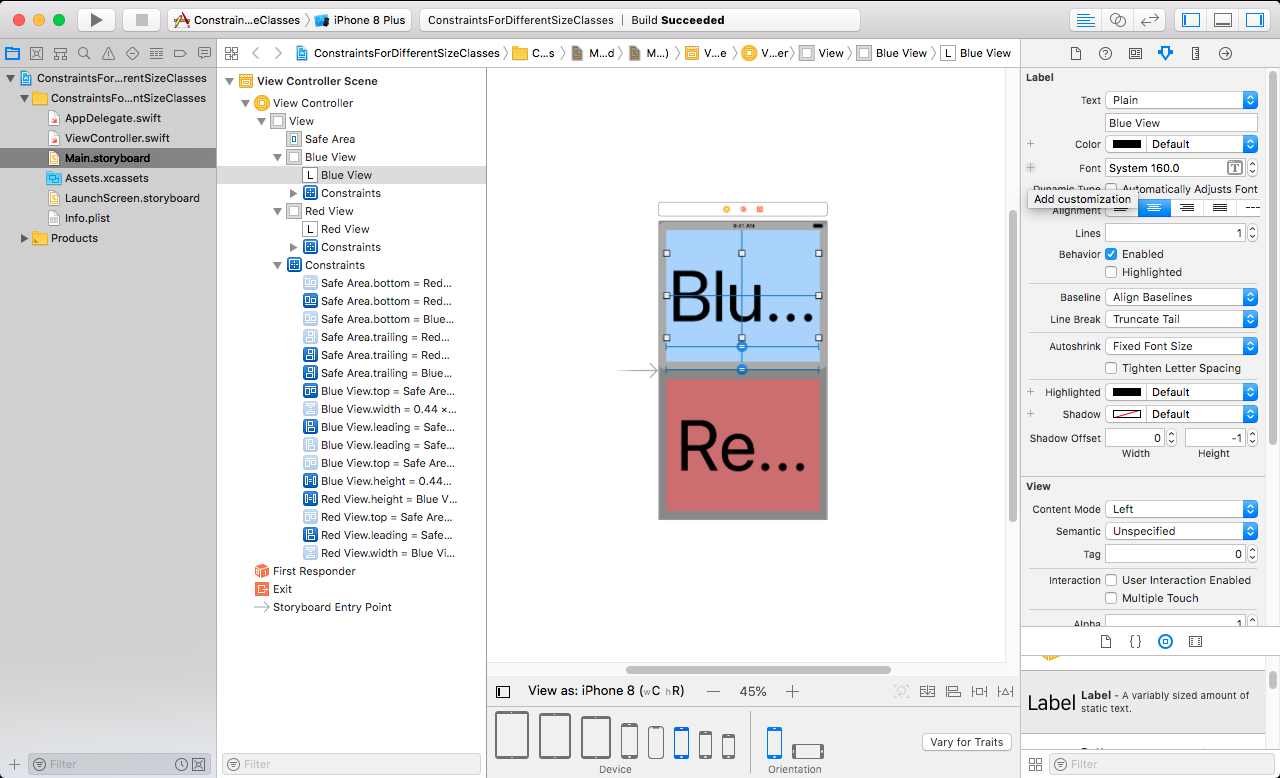 Constrain...eClasses
iPhone 8 Plus
ConstraintsForDifferentSizeClasses | Build Succeeded
ConstraintsForDifferentSizeClasses
C...s
M...d
M...)
V...e
V...er
View
Blue View
L Blue View
ConstraintsFor...rentSizeClasses
ConstraintsFo...ntSizeClasses
AppDelegate.swift
ViewController.swift
Main.storyboard
Assets.xcassets
LaunchScreen.storyboard
Info.plist
Products
Filter
View Controller Scene
View Controller
View
Safe Area
Blue View
L Blue View
Constraints
Red View
L Red View
Constraints
Constraints
Safe Area.bottom = Red...
Safe Area.bottom = Red...
Safe Area.bottom = Blue...
Safe Area.trailing = Red...
Safe Area.trailing = Red...
Safe Area.trailing = Blue...
Blue View.top = Safe Are...
Blue View.width = 0.44 ×...
Blue View.leading = Safe...
Blue View.leading = Safe...
Blue View.top = Safe Are...
Blue View.height = 0.44...
Red View.height = Blue V...
Red View.top = Safe Are...
Red View.leading = Safe...
Red View.width = Blue Vi...
First Responder
Exit
Storyboard Entry Point
Filter
9:41 AM
Blu...
Re...
View as: iPhone 8 (wC hR)
45%
Device
Orientation
Vary for Traits
Label
Text Plain
Blue View
Color Default
Font System 160.0 T
Dynamic Type Automatically Adjusts Font
Add customization
Alignment
Lines 1
Behavior Enabled
Highlighted
Baseline Align Baselines
Line Break Truncate Tail
Autoshrink Fixed Font Size
Tighten Letter Spacing
Highlighted Default
Shadow Default
Shadow Offset 0 -1
Width Height
View
Content Mode Left
Semantic Unspecified
Tag 0
Interaction User Interaction Enabled
Multiple Touch
Alpha 1
{}
Label Label - A variably sized amount of
static text.
Filter